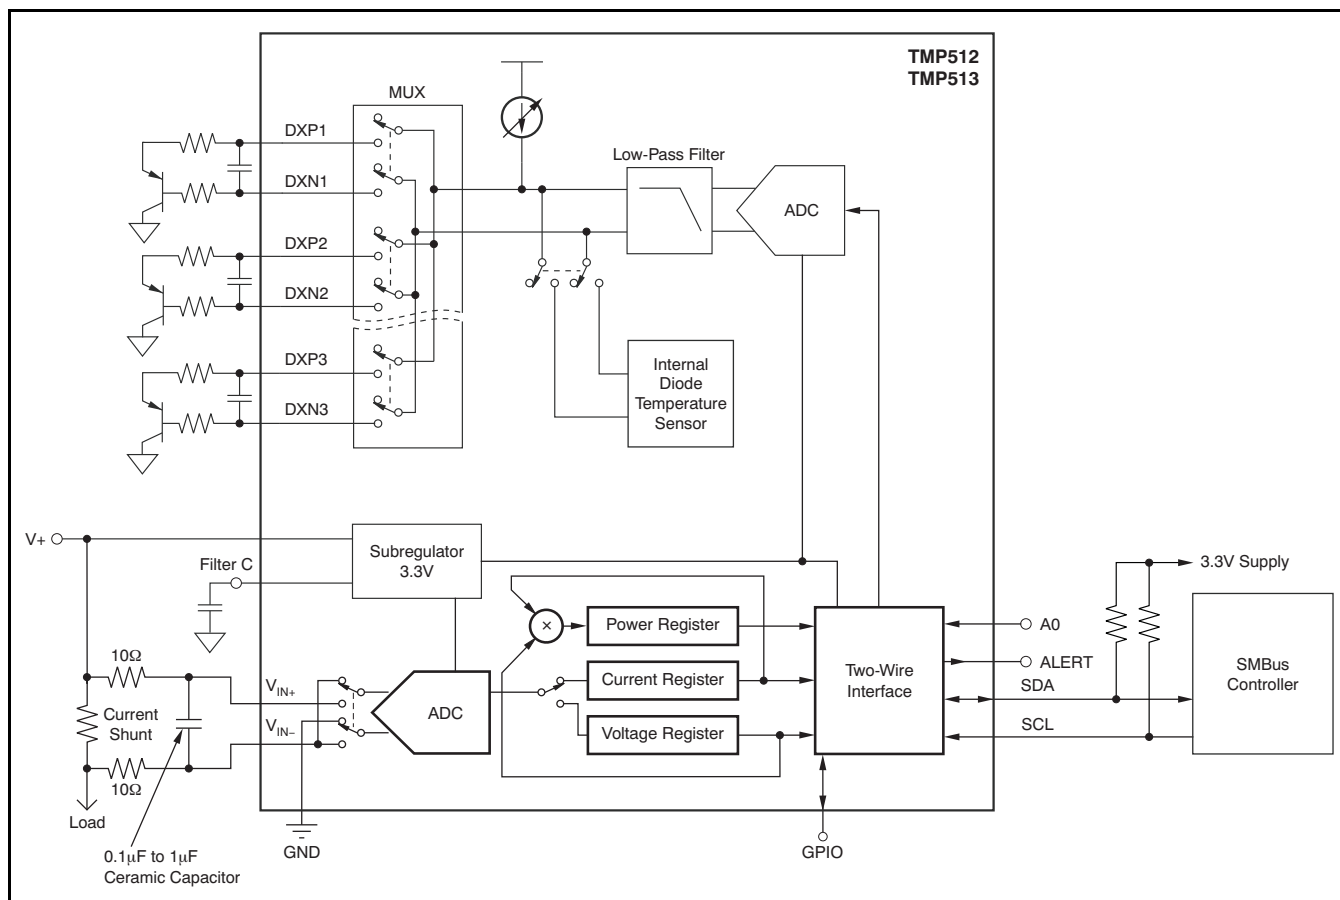 TMP512
TMP513
MUX
DXP1
DXN1
DXP2
DXN2
DXP3
DXN3
Low-Pass Filter
ADC
Internal
Diode
Temperature
Sensor
V+
Filter C
Subregulator
3.3V
3.3V Supply
×
Power Register
Current Register
Voltage Register
Two-Wire
Interface
A0
ALERT
SDA
SCL
SMBus
Controller
10Ω
Current
Shunt
10Ω
Load
VIN+
VIN−
ADC
GND
GPIO
0.1μF to 1μF
Ceramic Capacitor